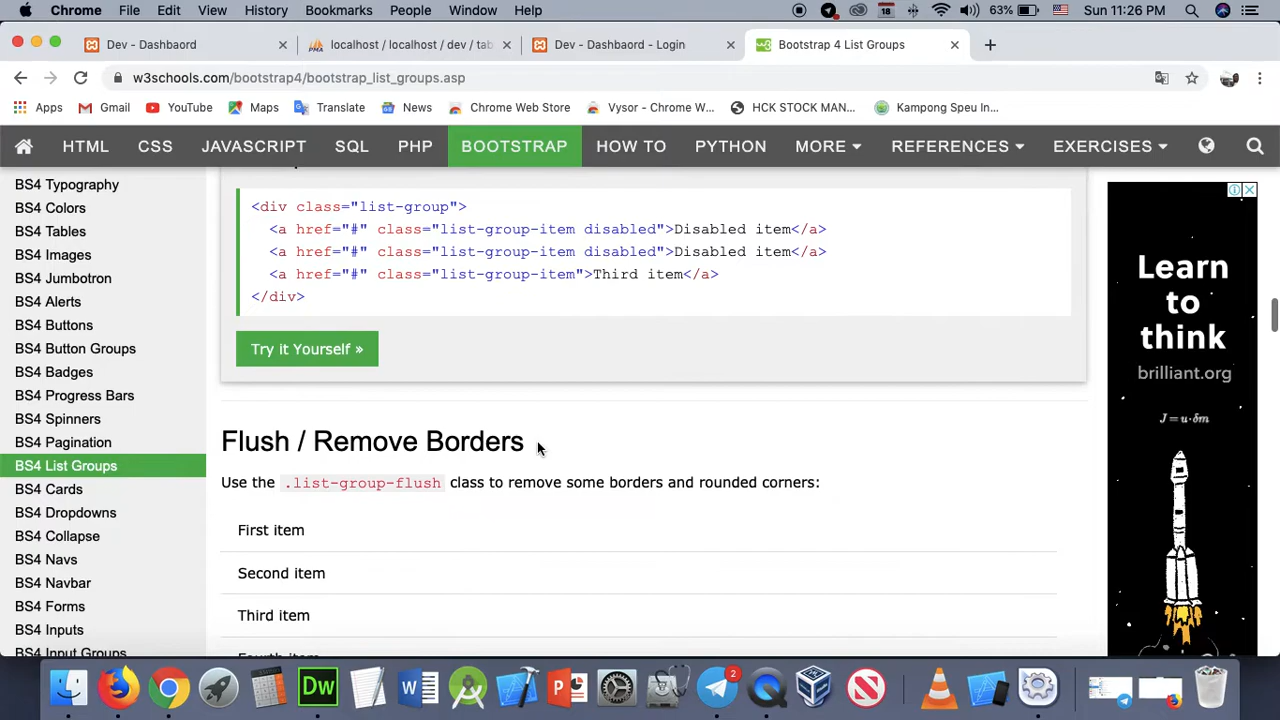 Chrome File Edit View History Bookmarks People Window Help 18 63% Sun 11:26 PM
Dev - Dashbaord localhost / localhost / dev / tab Dev - Dashbaord - Login Bootstrap 4 List Groups
w3schools.com/bootstrap4/bootstrap_list_groups.asp
Apps Gmail YouTube Maps Translate News Chrome Web Store Vysor - Chrome W... HCK STOCK MAN... Kampong Speu In...
HTML CSS JAVASCRIPT SQL PHP BOOTSTRAP HOW TO PYTHON MORE REFERENCES EXERCISES
BS4 Typography
BS4 Colors
BS4 Tables
BS4 Images
BS4 Jumbotron
BS4 Alerts
BS4 Buttons
BS4 Button Groups
BS4 Badges
BS4 Progress Bars
BS4 Spinners
BS4 Pagination
BS4 List Groups
BS4 Cards
BS4 Dropdowns
BS4 Collapse
BS4 Navs
BS4 Navbar
BS4 Forms
BS4 Inputs
BS4 Input Groups
<div class="list-group">
<a href="#" class="list-group-item disabled">Disabled item</a>
<a href="#" class="list-group-item disabled">Disabled item</a>
<a href="#" class="list-group-item">Third item</a>
</div>
Try it Yourself »
Flush / Remove Borders
Use the .list-group-flush class to remove some borders and rounded corners:
First item
Second item
Third item
Fourth item
Learn
to
think
brilliant.org
J = u · δm
Dw W P 2